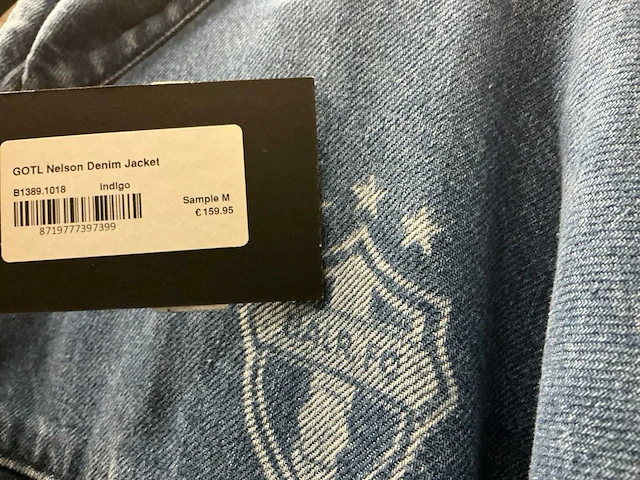 GOTL Nelson Denim Jacket
B1389.1018 Indigo
Sample M
€159.95
8719777397399